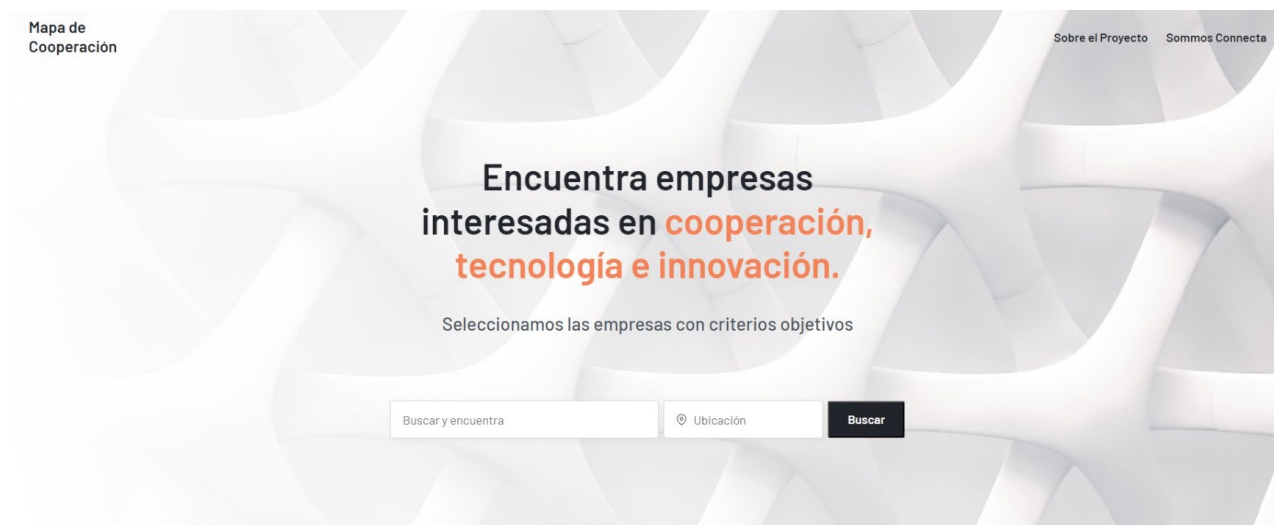 Mapa de
Cooperación
Sobre el Proyecto Sommos Connecta
Encuentra empresas
interesadas en cooperación,
tecnología e innovación.
Seleccionamos las empresas con criterios objetivos
Buscar y encuentra Ubicación Buscar